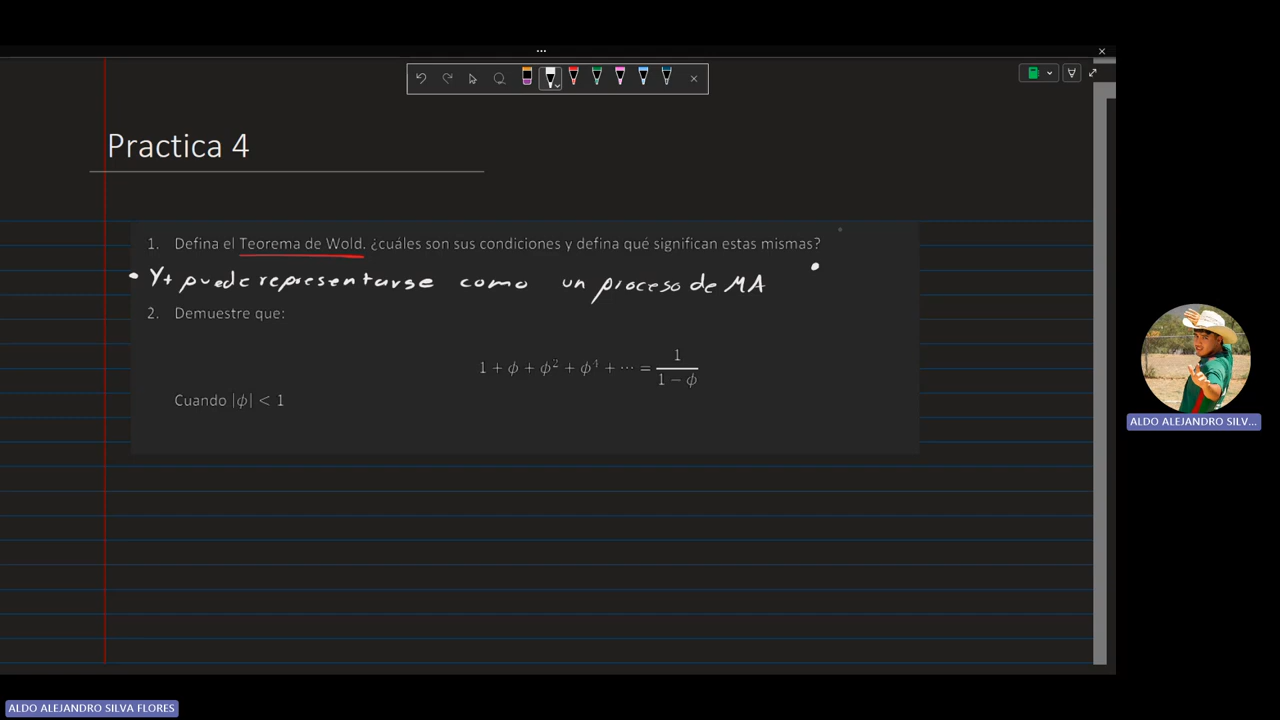 Practica 4
1. Defina el Teorema de Wold. ¿cuáles son sus condiciones y defina qué significan estas mismas?
• Yt puede representarse como un proceso de MA •
2. Demuestre que:
1 + ϕ + ϕ² + ϕ⁴ + ⋯ = 1 / (1 − ϕ)
Cuando |ϕ| < 1
ALDO ALEJANDRO SILV...
ALDO ALEJANDRO SILVA FLORES